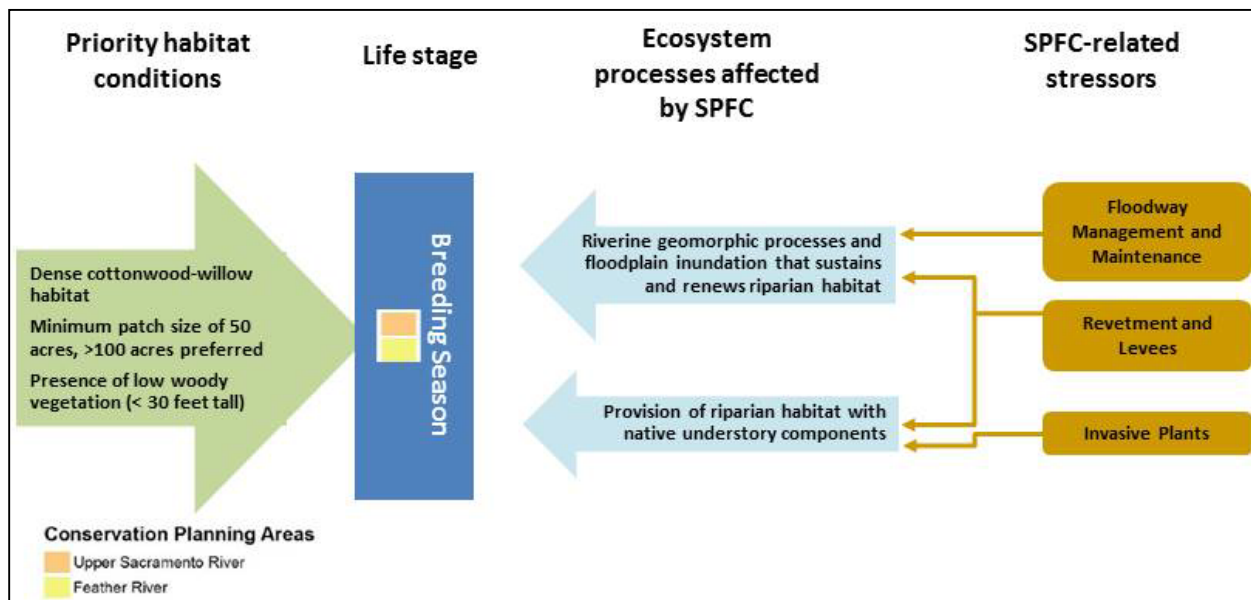 Priority habitat
conditions
Life stage
Ecosystem
processes affected
by SPFC
SPFC-related
stressors
Dense cottonwood-willow
habitat
Minimum patch size of 50
acres, >100 acres preferred
Presence of low woody
vegetation (< 30 feet tall)
Breeding Season
Riverine geomorphic processes and
floodplain inundation that sustains
and renews riparian habitat
Provision of riparian habitat with
native understory components
Floodway
Management and
Maintenance
Revetment and
Levees
Invasive Plants
Conservation Planning Areas
Upper Sacramento River
Feather River